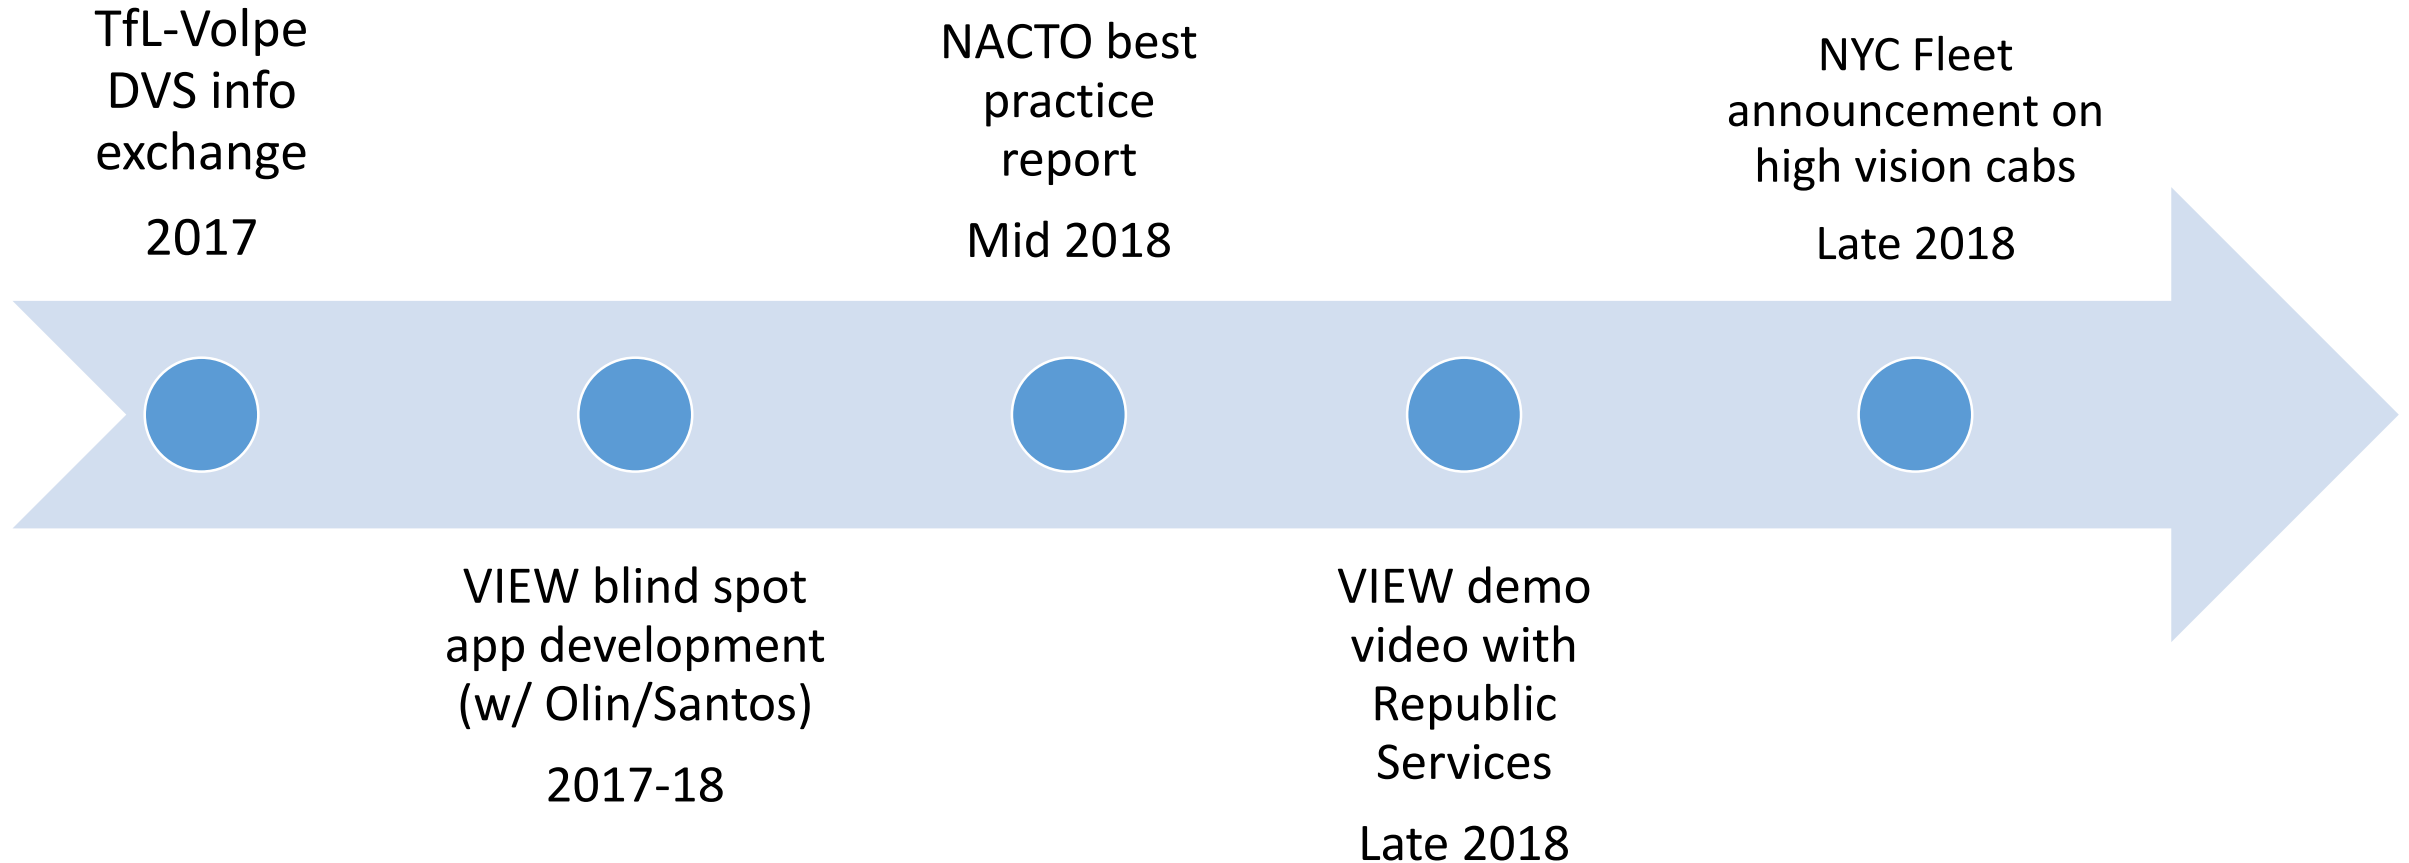 TfL-Volpe
DVS info
exchange
2017
VIEW blind spot
app development
(w/ Olin/Santos)
2017-18
NACTO best
practice
report
Mid 2018
VIEW demo
video with
Republic
Services
Late 2018
NYC Fleet
announcement on
high vision cabs
Late 2018